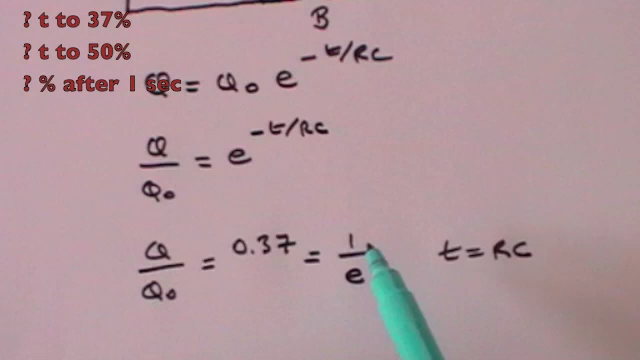 B
? t to 37%
? t to 50%
? % after 1 sec
Q = Q₀ e^-t/RC
Q/Q₀ = e^-t/RC
Q/Q₀ = 0.37 = 1/e t = RC